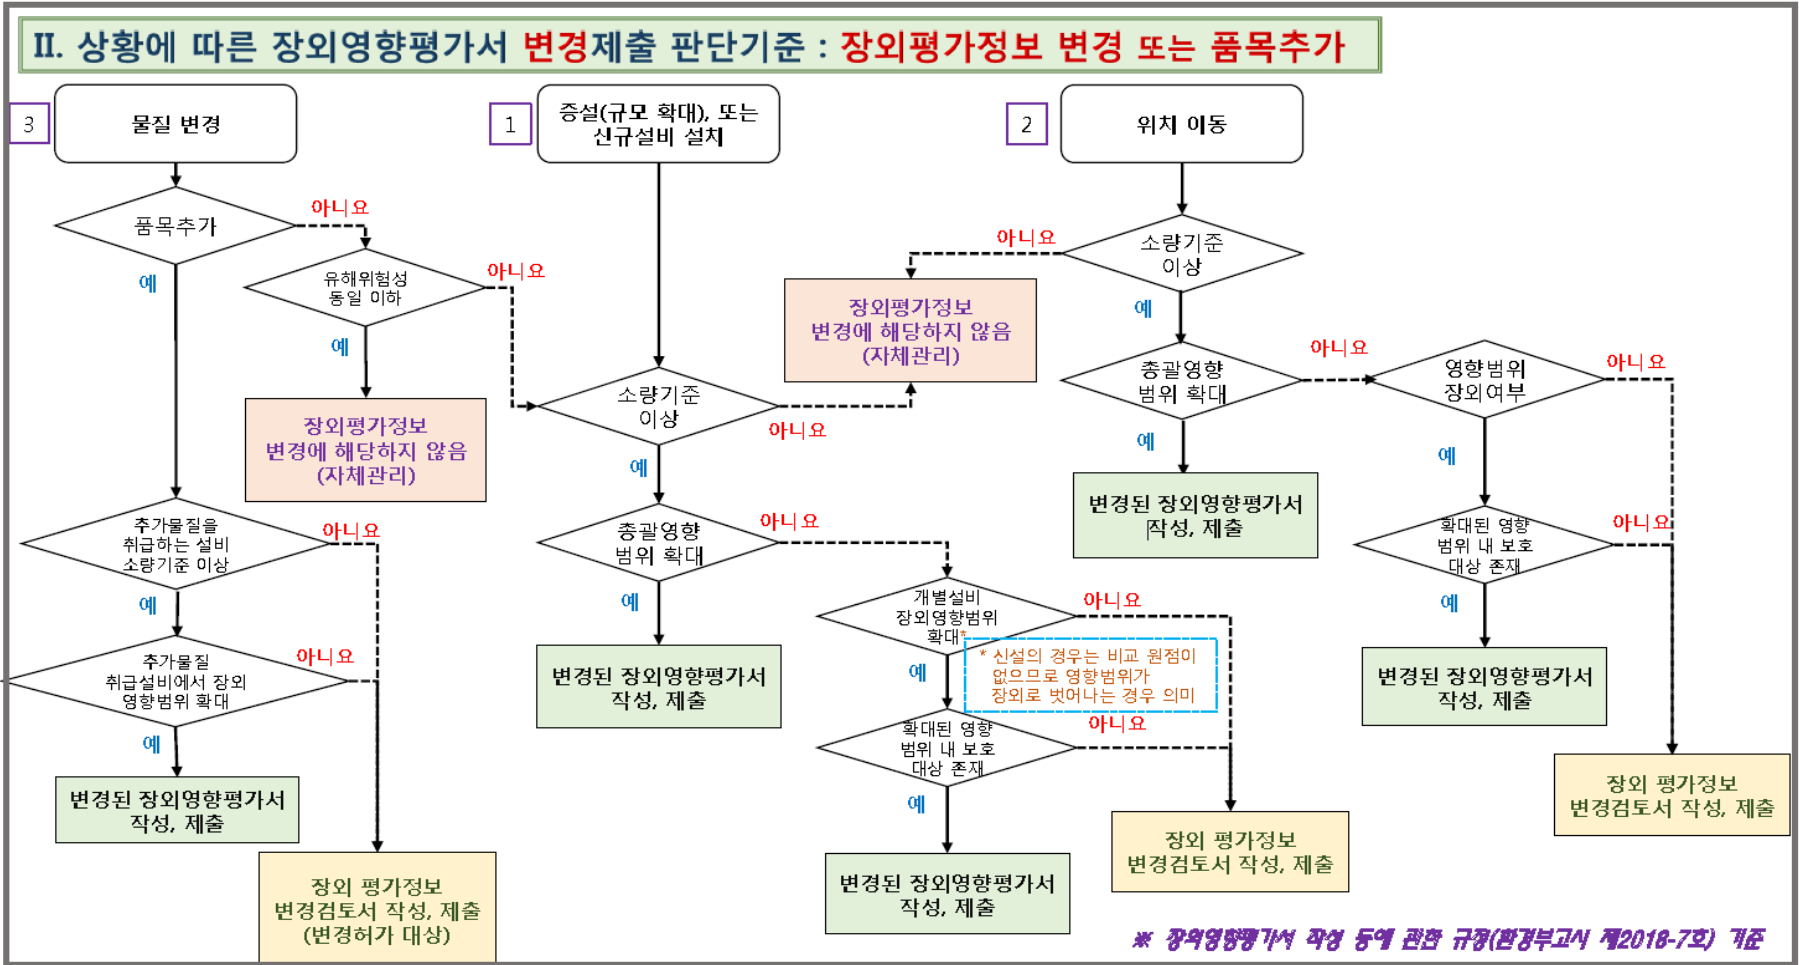 II. 상황에 따른 장외영향평가서 변경제출 판단기준 : 장외평가정보 변경 또는 품목추가
3
물질 변경
품목추가
아니요
예
유해위험성
동일 이하
아니요
예
장외평가정보
변경에 해당하지 않음
(자체관리)
추가물질을
취급하는 설비
소량기준 이상
아니요
예
추가물질
취급설비에서 장외
영향범위 확대
아니요
예
변경된 장외영향평가서
작성, 제출
장외 평가정보
변경검토서 작성, 제출
(변경허가 대상)
1
증설(규모 확대), 또는
신규설비 설치
소량기준
이상
아니요
예
장외평가정보
변경에 해당하지 않음
(자체관리)
총괄영향
범위 확대
아니요
예
변경된 장외영향평가서
작성, 제출
개별설비
장외영향범위
확대*
아니요
예
* 신설의 경우는 비교 원점이
없으므로 영향범위가
장외로 벗어나는 경우 의미
확대된 영향
범위 내 보호
대상 존재
아니요
예
변경된 장외영향평가서
작성, 제출
장외 평가정보
변경검토서 작성, 제출
2
위치 이동
소량기준
이상
아니요
예
총괄영향
범위 확대
아니요
예
변경된 장외영향평가서
작성, 제출
영향범위
장외여부
아니요
예
확대된 영향
범위 내 보호
대상 존재
아니요
예
변경된 장외영향평가서
작성, 제출
장외 평가정보
변경검토서 작성, 제출
※ 장외영향평가서 작성 등에 관한 규정(환경부고시 제2018-7호) 기준